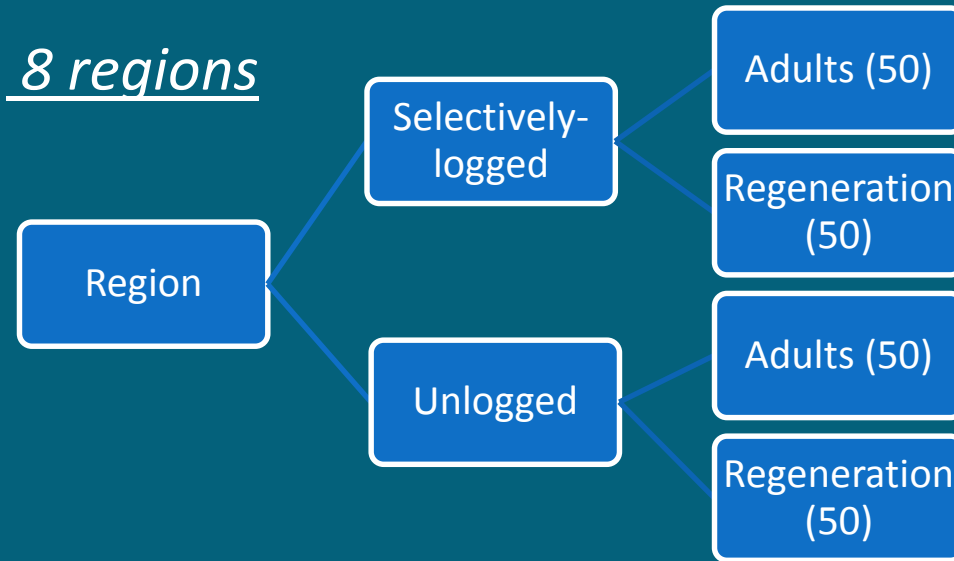 8 regions
Region
Selectively-
logged
Unlogged
Adults (50)
Regeneration
(50)
Adults (50)
Regeneration
(50)